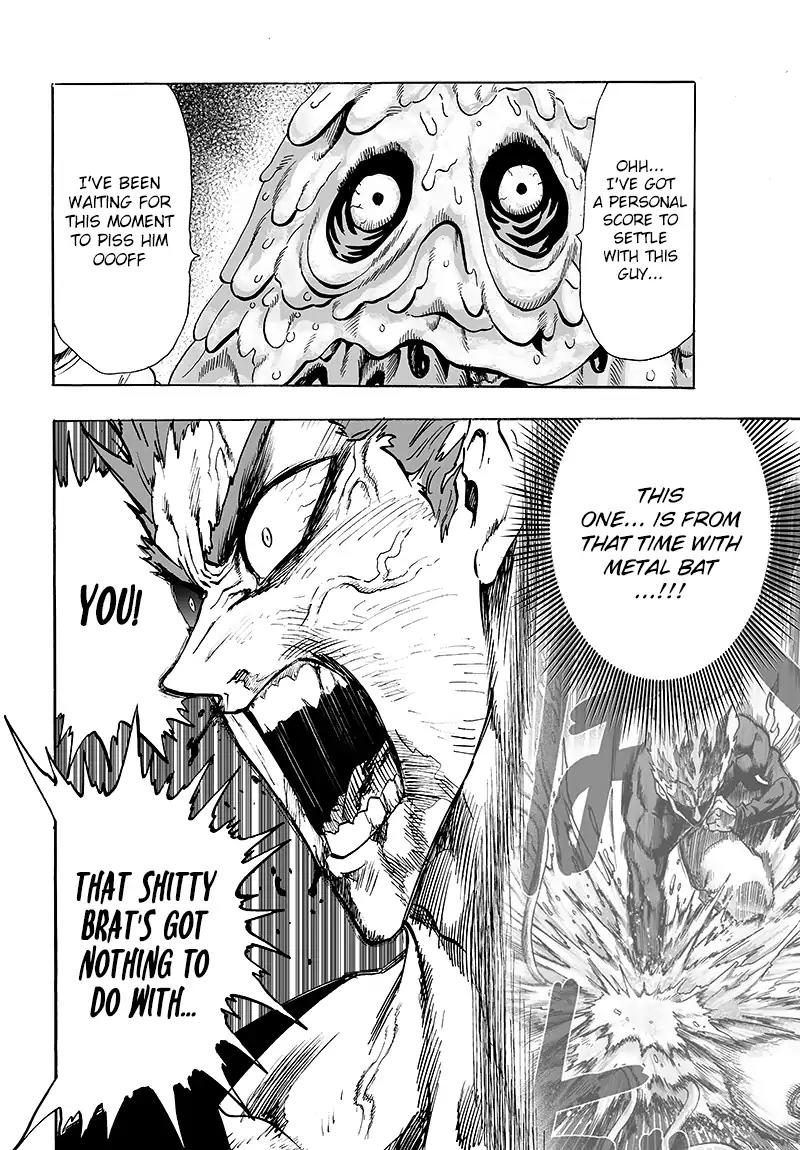 OHH...
I'VE GOT
A PERSONAL
SCORE TO
SETTLE
WITH THIS
GUY...
I'VE BEEN
WAITING FOR
THIS MOMENT
TO PISS HIM
OOOFF
THIS
ONE... IS FROM
THAT TIME WITH
METAL BAT
...!!!
YOU!
THAT SHITTY
BRAT'S GOT
NOTHING TO
DO WITH...